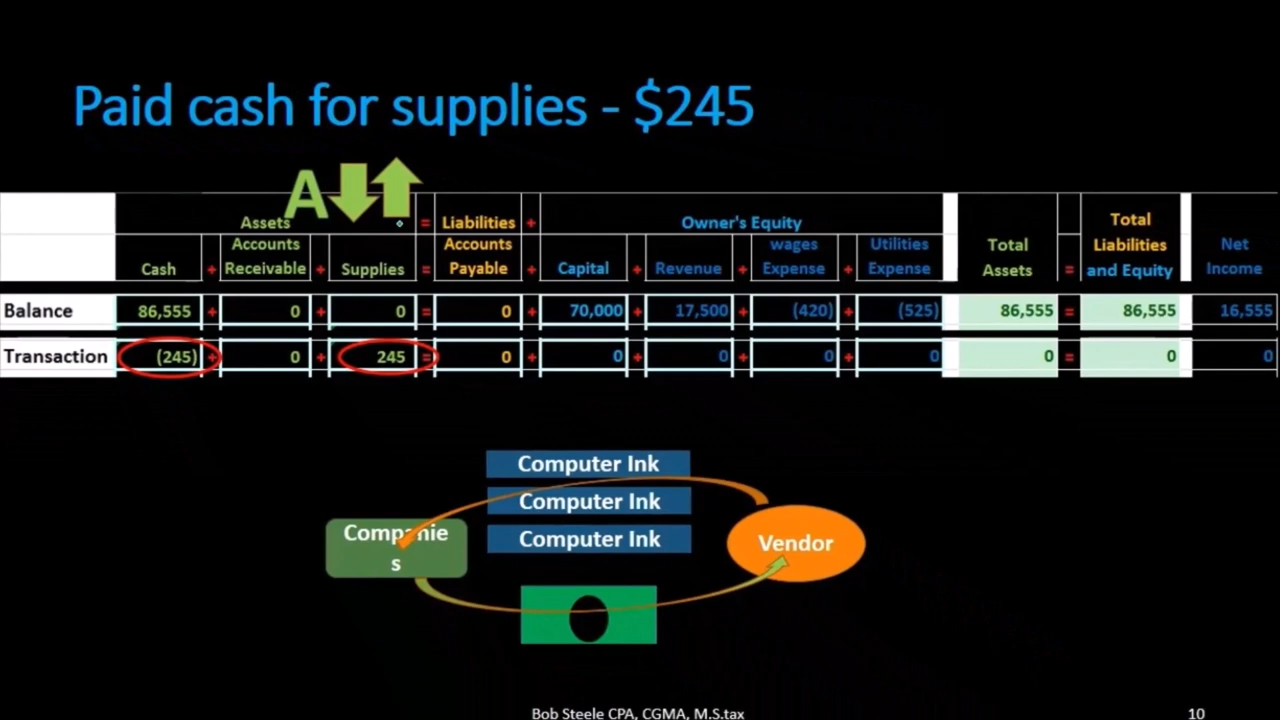 Paid cash for supplies - $245
A
Assets = Liabilities + Owner's Equity
Cash + Accounts Receivable + Supplies = Accounts Payable + Capital + Revenue + wages Expense + Utilities Expense Total Assets = Total Liabilities and Equity Net Income
Balance 86,555 + 0 + 0 = 0 + 70,000 + 17,500 + (420) + (525) 86,555 = 86,555 16,555
Transaction (245) + 0 + 245 = 0 + 0 + 0 + 0 + 0 0 = 0 0
Computer Ink
Computer Ink
Computer Ink
Companie
s
Vendor
Bob Steele CPA, CGMA, M.S.tax 10